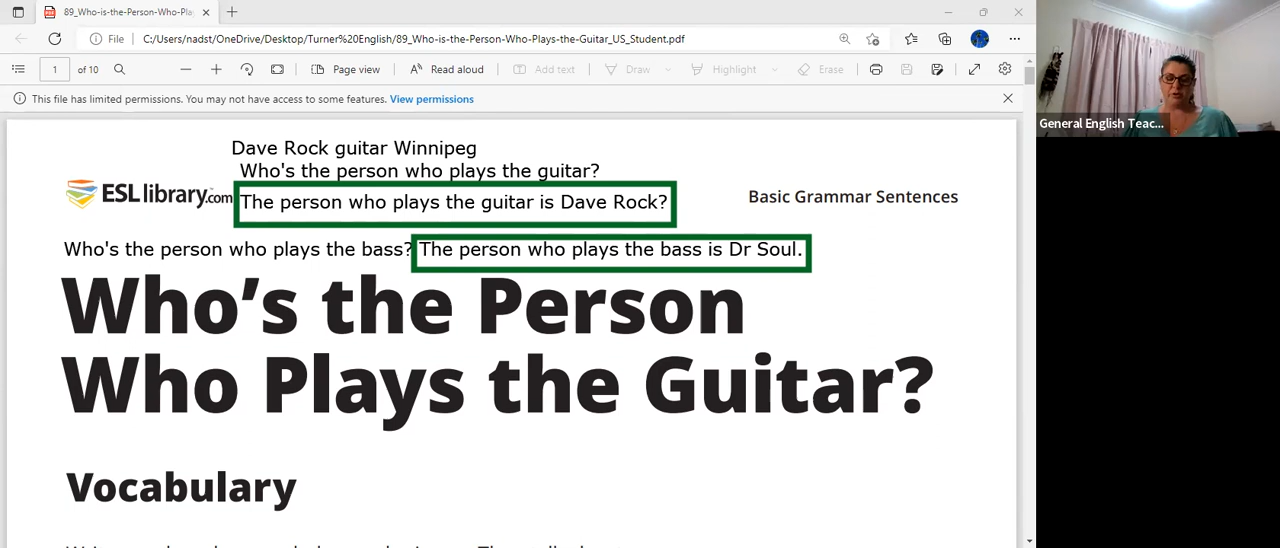 89_Who-is-the-Person-Who-Pla
File
C:/Users/nadst/OneDrive/Desktop/Turner%20English/89_Who-is-the-Person-Who-Plays-the-Guitar_US_Student.pdf
1 of 10
Page view
Read aloud
Add text
Draw
Highlight
Erase
This file has limited permissions. You may not have access to some features. View permissions
General English Teac...
Dave Rock guitar Winnipeg
Who's the person who plays the guitar?
ESL library.com
The person who plays the guitar is Dave Rock?
Basic Grammar Sentences
Who's the person who plays the bass? The person who plays the bass is Dr Soul.
Who's the Person
Who Plays the Guitar?
Vocabulary